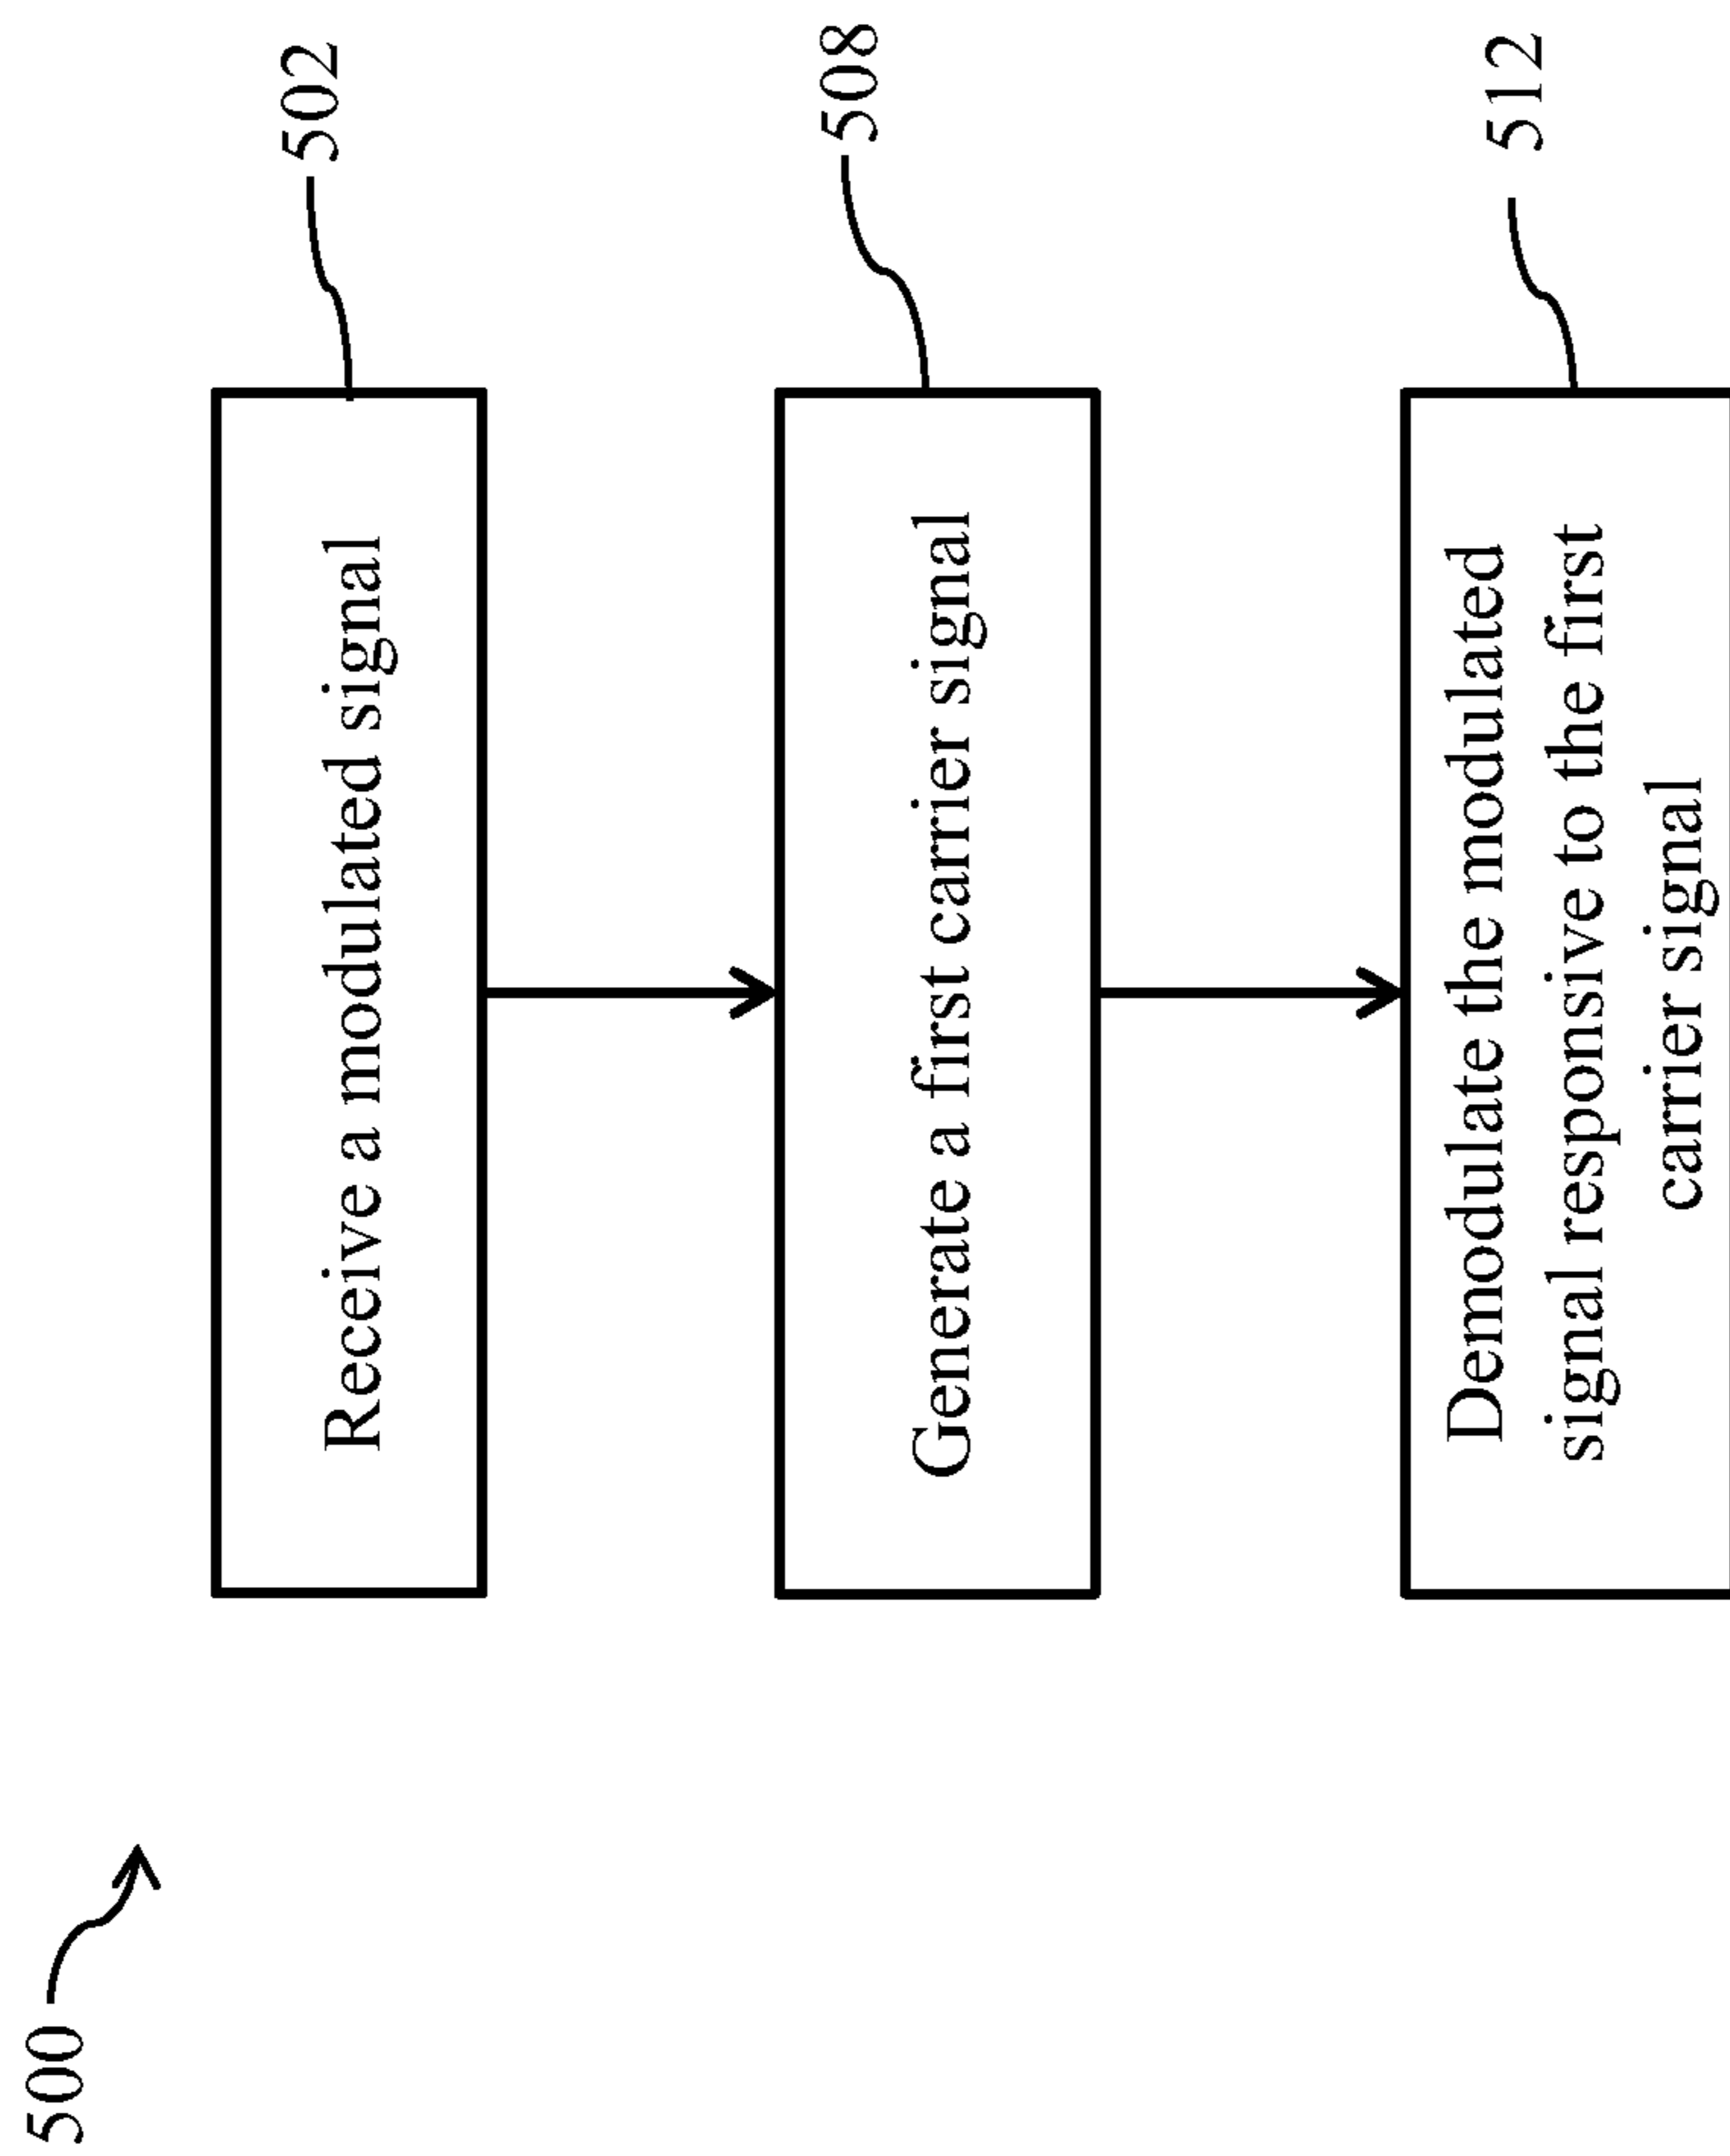 500
Receive a modulated signal
502
Generate a first carrier signal
508
Demodulate the modulated
signal responsive to the first
carrier signal
512